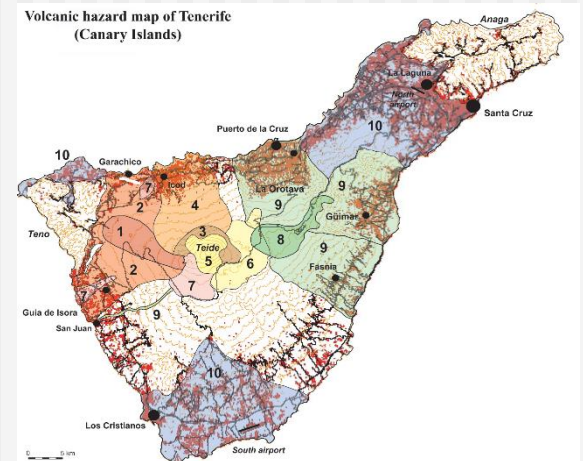 Volcanic hazard map of Tenerife
(Canary Islands)
Anaga
La Laguna
North
airport
Santa Cruz
Puerto de la Cruz
10
10
Garachico
Icod
7
La Orotava
2
4
9
9
Güimar
Teno
1
3
Teide
8
5
6
9
2
7
Fasnia
7
Guia de Isora
San Juan
9
10
Los Cristianos
South airport
0 5 km